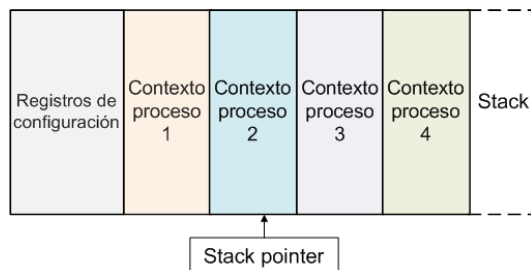 Registros de
configuración
Contexto
proceso
1
Contexto
proceso
2
Contexto
proceso
3
Contexto
proceso
4
Stack
Stack pointer